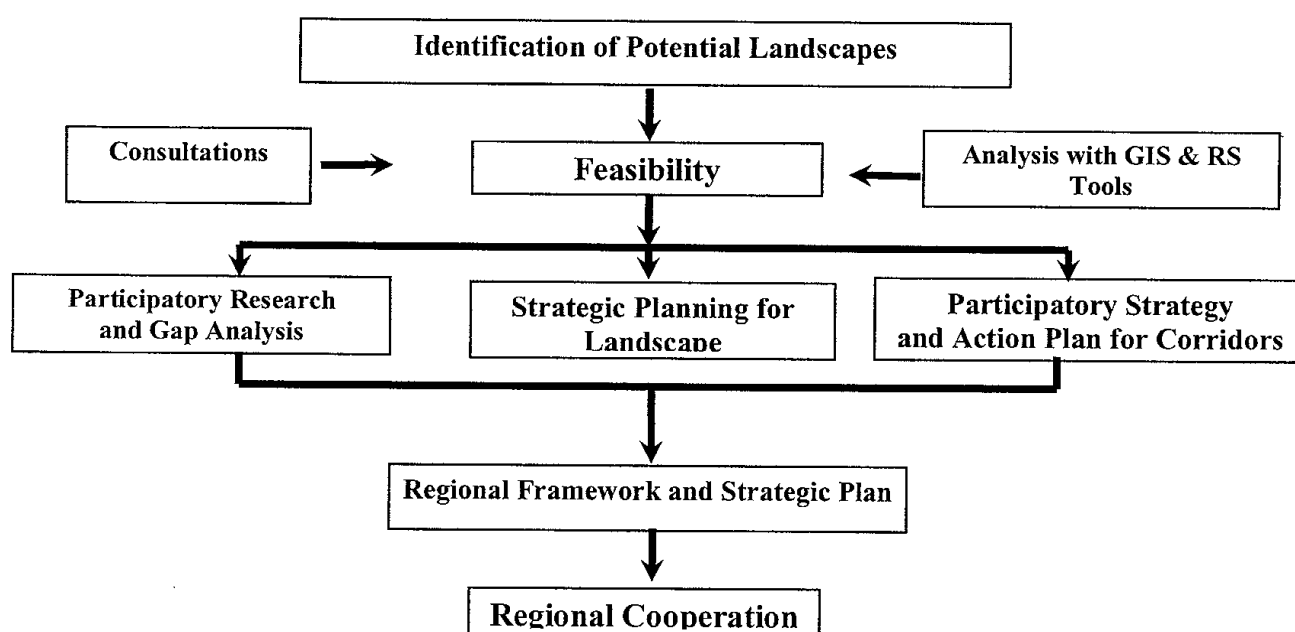 Identification of Potential Landscapes
Consultations
Feasibility
Analysis with GIS & RS
Tools
Participatory Research
and Gap Analysis
Strategic Planning for
Landscape
Participatory Strategy
and Action Plan for Corridors
Regional Framework and Strategic Plan
Regional Cooperation